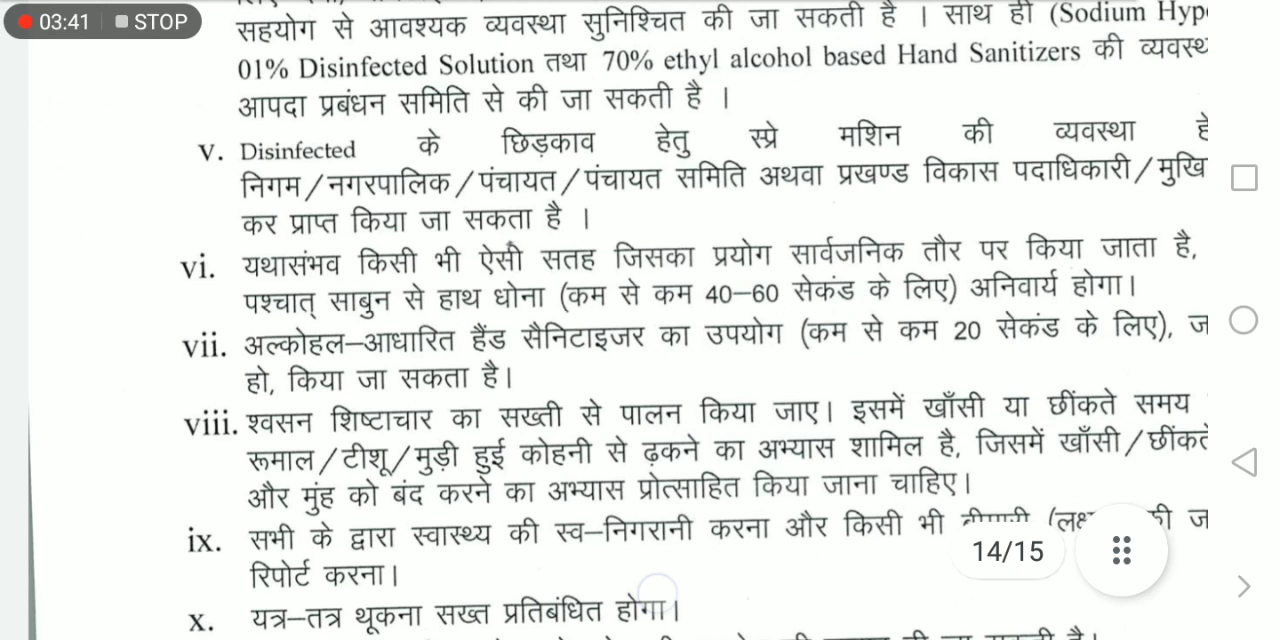 03:41 STOP
सहयोग से आवश्यक व्यवस्था सुनिश्चित की जा सकती है । साथ ही (Sodium
01% Disinfected Solution तथा 70% ethyl alcohol based Hand Sanitizers की
आपदा प्रबंधन समिति से की जा सकती है ।
v. Disinfected के छिड़काव हेतु स्प्रे मशिन की व्यवस्था
निगम/नगरपालिक/पंचायत/पंचायत समिति अथवा प्रखण्ड विकास पदाधिकारी/
कर प्राप्त किया जा सकता है ।
vi. यथासंभव किसी भी ऐसी सतह जिसका प्रयोग सार्वजनिक तौर पर किया जाता है,
पश्चात् साबुन से हाथ धोना (कम से कम 40–60 सेकंड के लिए) अनिवार्य होगा।
vii. अल्कोहल–आधारित हैंड सैनिटाइजर का उपयोग (कम से कम 20 सेकंड के लिए),
हो, किया जा सकता है।
viii. श्वसन शिष्टाचार का सख्ती से पालन किया जाए। इसमें खाँसी या छींकते समय
रूमाल/टीशू/मुड़ी हुई कोहनी से ढ़कने का अभ्यास शामिल है, जिसमें खाँसी/छींकते
और मुंह को बंद करने का अभ्यास प्रोत्साहित किया जाना चाहिए।
ix. सभी के द्वारा स्वास्थ्य की स्व–निगरानी करना और किसी भी
14/15
रिपोर्ट करना।
x. यत्र–तत्र थूकना सख्त प्रतिबंधित होगा।